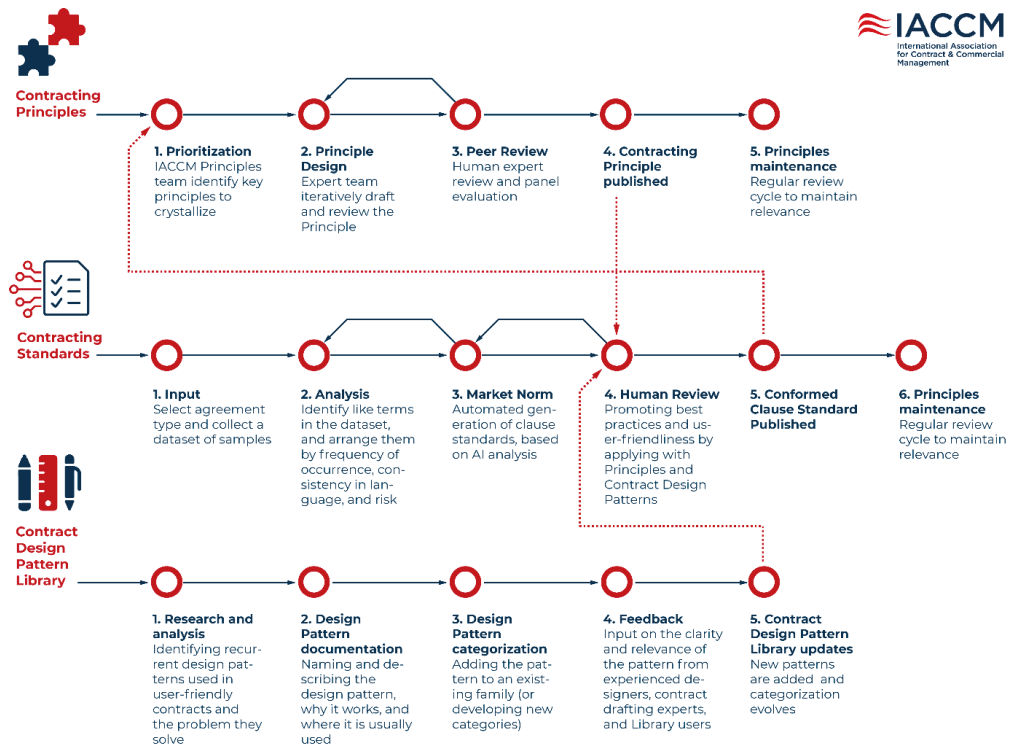 IACCM
International Association
for Contract & Commercial
Management
Contracting
Principles
1. Prioritization
IACCM Principles
team identify key
principles to
crystallize
2. Principle
Design
Expert team
iteratively draft
and review the
Principle
3. Peer Review
Human expert
review and panel
evaluation
4. Contracting
Principle
published
5. Principles
maintenance
Regular review
cycle to maintain
relevance
Contracting
Standards
1. Input
Select agreement
type and collect a
dataset of samples
2. Analysis
Identify like terms
in the dataset,
and arrange them
by frequency of
occurrence, con-
sistency in lan-
guage, and risk
3. Market Norm
Automated gen-
eration of clause
standards, based
on AI analysis
4. Human Review
Promoting best
practices and us-
er-friendliness by
applying with
Principles and
Contract Design
Patterns
5. Conformed
Clause Standard
Published
6. Principles
maintenance
Regular review
cycle to maintain
relevance
Contract
Design
Pattern
Library
1. Research and
analysis
Identifying recur-
rent design pat-
terns used in
user-friendly
contracts and
the problem they
solve
2. Design
Pattern
documentation
Naming and de-
scribing the
design pattern,
why it works, and
where it is usually
used
3. Design
Pattern
categorization
Adding the pat-
tern to an exist-
ing family (or
developing new
categories)
4. Feedback
Input on the clarity
and relevance of
the pattern from
experienced de-
signers, contract
drafting experts,
and Library users
5. Contract
Design Pattern
Library updates
New patterns
are added and
categorization
evolves